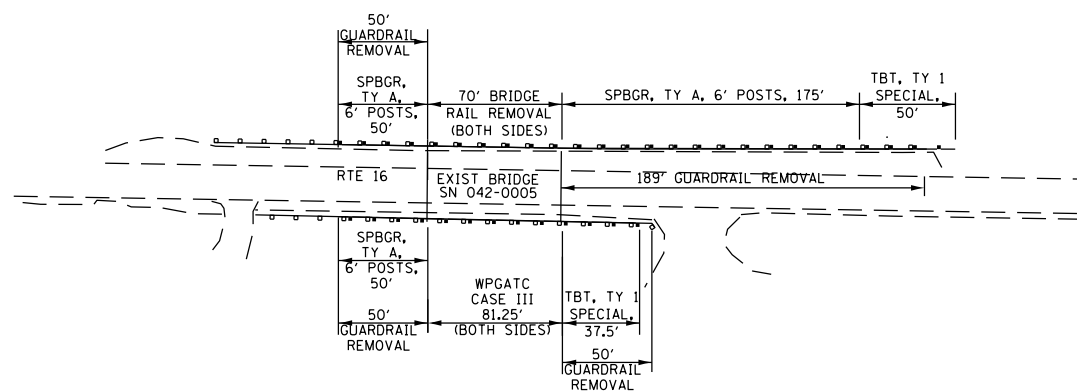 50'
GUARDRAIL
REMOVAL
SPBGR,
TY A,
6' POSTS,
50'
70' BRIDGE
RAIL REMOVAL
(BOTH SIDES)
SPBGR, TY A, 6' POSTS, 175'
TBT, TY 1
SPECIAL,
50'
RTE 16
EXIST BRIDGE
SN 042-0005
189' GUARDRAIL REMOVAL
SPBGR,
TY A,
6' POSTS,
50'
50'
GUARDRAIL
REMOVAL
WPGATC
CASE III
81.25'
(BOTH SIDES)
TBT, TY 1
SPECIAL,
37.5'
50'
GUARDRAIL
REMOVAL